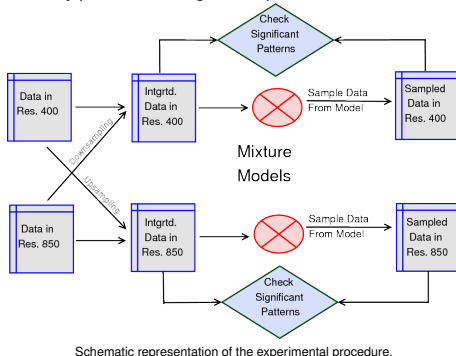 Check
Significant
Patterns
Data in
Res. 400
Intgrtd.
Data in
Res. 400
Sample Data
From Model
Sampled
Data in
Res. 400
Downsampling
Upsampling
Mixture
Models
Data in
Res. 850
Intgrtd.
Data in
Res. 850
Sample Data
From Model
Sampled
Data in
Res. 850
Check
Significant
Patterns
Schematic representation of the experimental procedure.